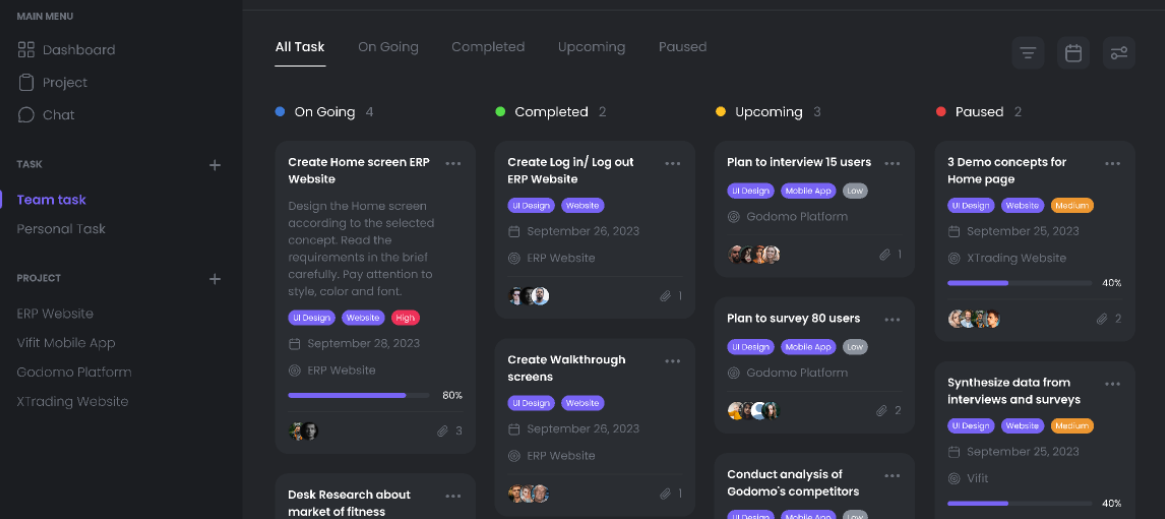 MAIN MENU
Dashboard
Project
Chat
TASK
+
Team task
Personal Task
PROJECT
+
ERP Website
Vifit Mobile App
Godomo Platform
XTrading Website
All Task On Going Completed Upcoming Paused
On Going 4
Create Home screen ERP
Website
Design the Home screen
according to the selected
concept. Read the
requirements in the brief
carefully. Pay attention to
style, color and font.
UI Design Website High
September 28, 2023
ERP Website
80%
3
Desk Research about
market of fitness
Completed 2
Create Log in/ Log out
ERP Website
UI Design Website
September 26, 2023
ERP Website
1
Create Walkthrough
screens
UI Design Website
September 26, 2023
ERP Website
1
Upcoming 3
Plan to interview 15 users
UI Design Mobile App Low
Godomo Platform
1
Plan to survey 80 users
UI Design Mobile App Low
Godomo Platform
2
Conduct analysis of
Godomo's competitors
UI Design Mobile App Low
Paused 2
3 Demo concepts for
Home page
UI Design Website Medium
September 25, 2023
XTrading Website
40%
2
Synthesize data from
interviews and surveys
UI Design Website Medium
September 25, 2023
Vifit
40%